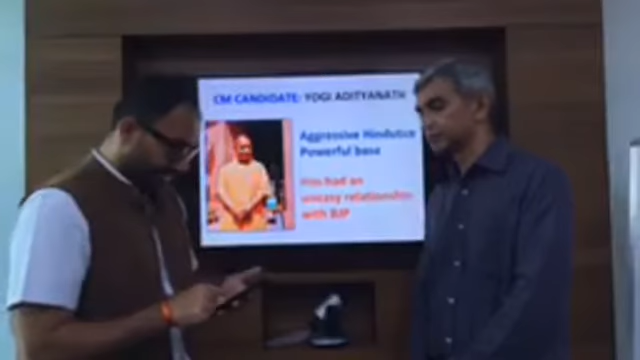 CM CANDIDATE: YOGI ADITYANATH
Aggressive Hindutva
Powerful base
Has had an
uneasy relationship
with BJP